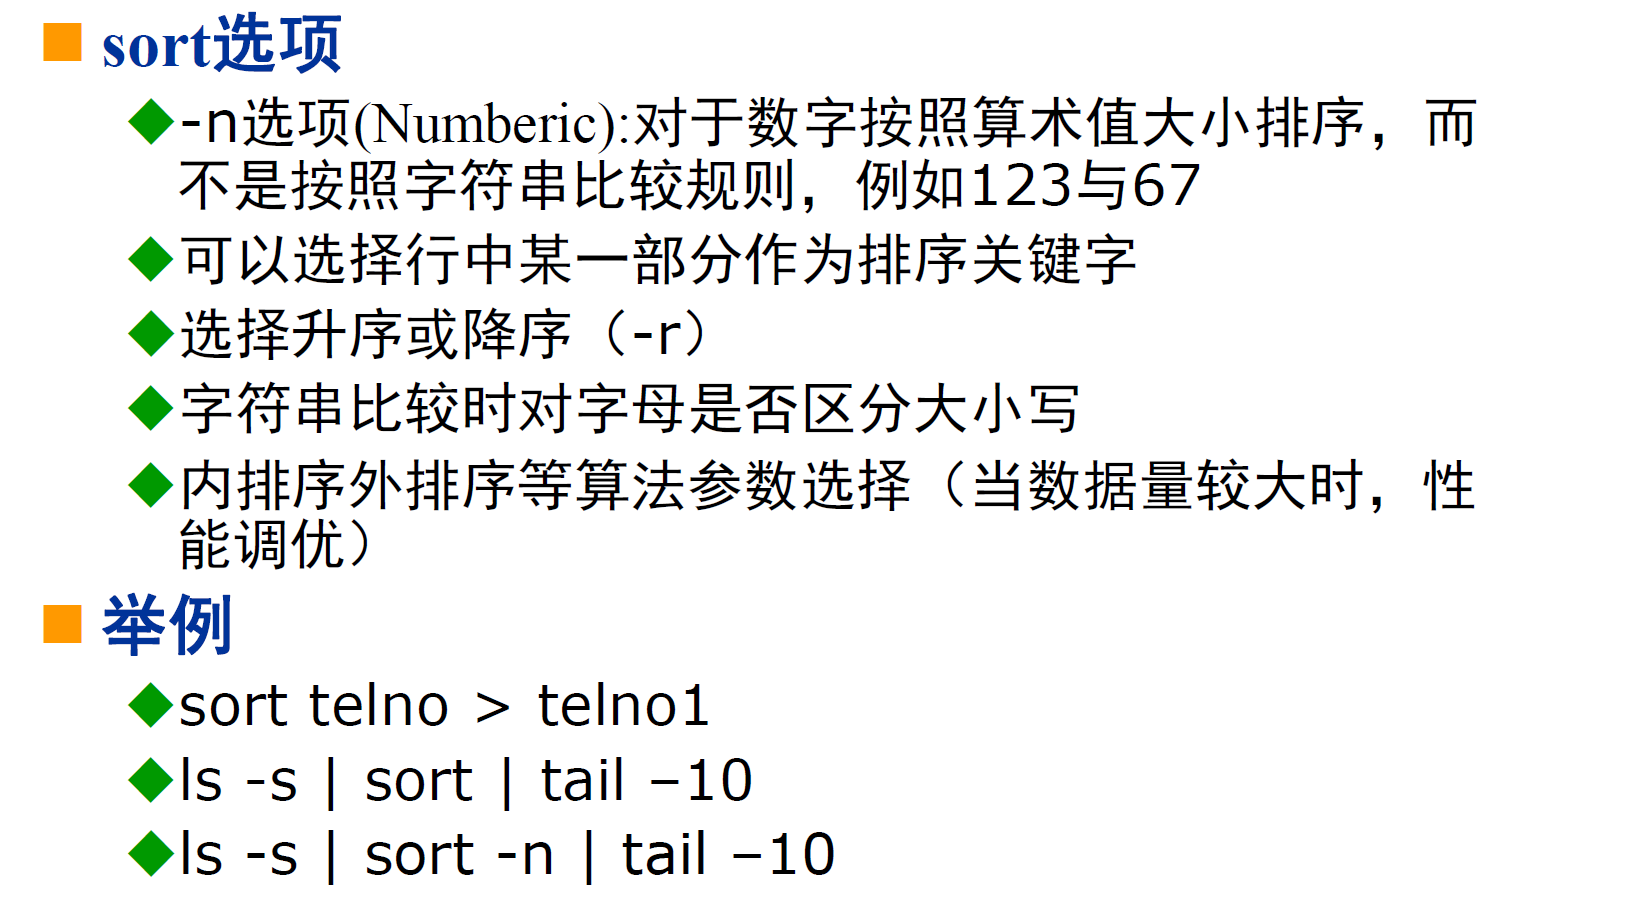 sort选项
-n选项(Numberic):对于数字按照算术值大小排序，而
不是按照字符串比较规则，例如123与67
可以选择行中某一部分作为排序关键字
选择升序或降序（-r）
字符串比较时对字母是否区分大小写
内排序外排序等算法参数选择（当数据量较大时，性
能调优）
举例
sort telno > telno1
ls -s | sort | tail –10
ls -s | sort -n | tail –10